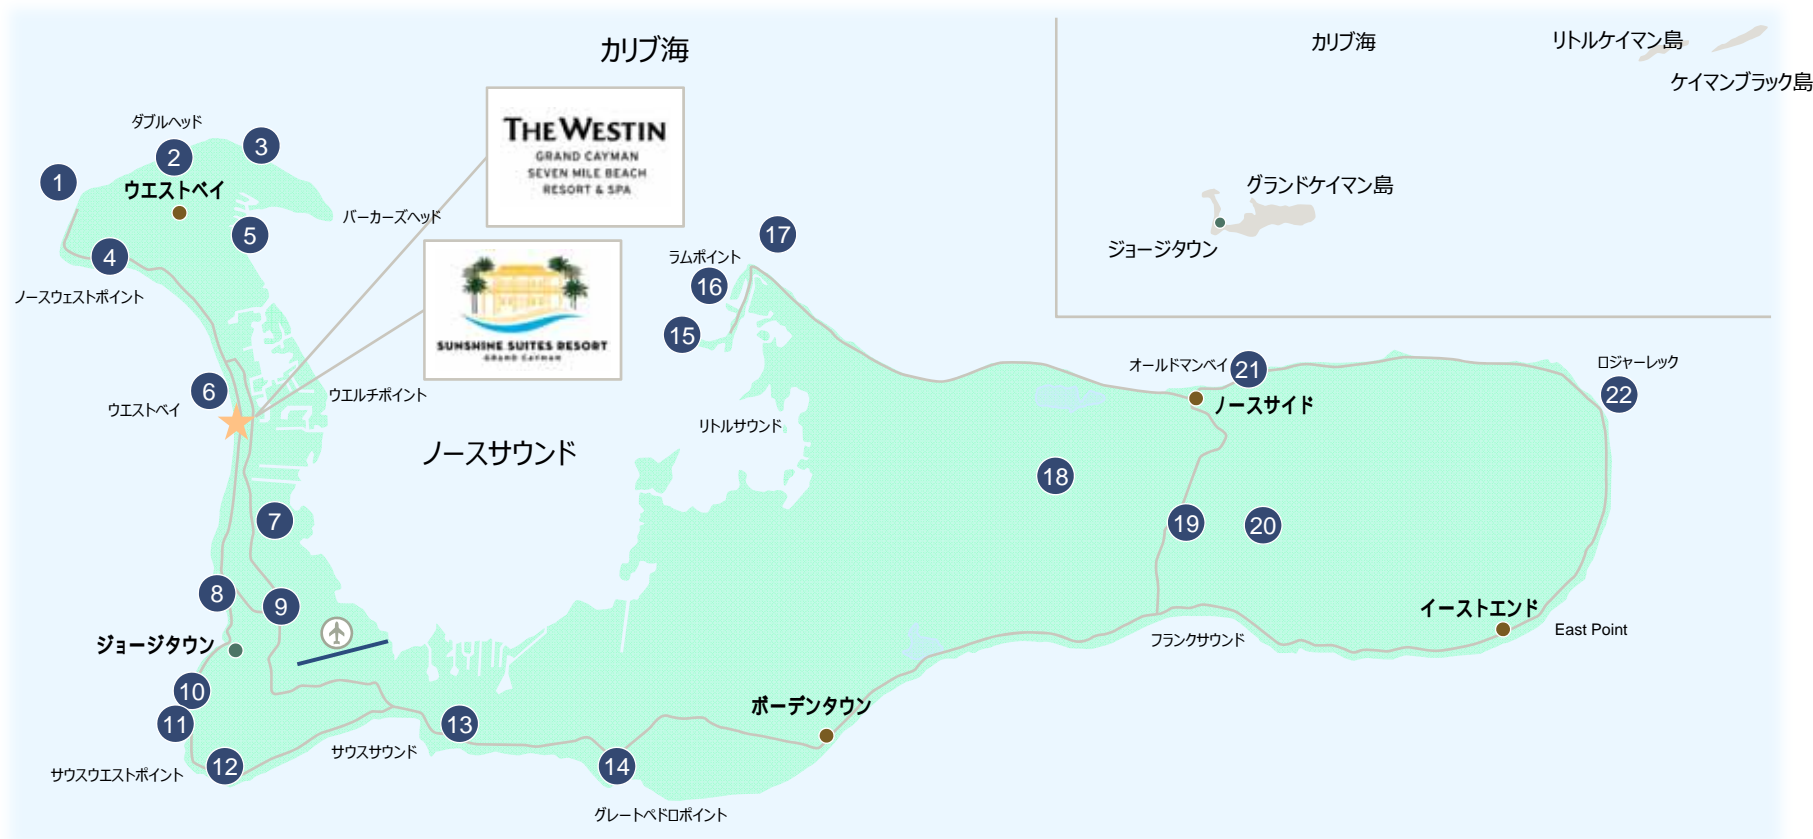 カリブ海
カリブ海
リトルケイマン島
ケイマンブラック島
グランドケイマン島
ジョージタウン
THE WESTIN
GRAND CAYMAN
SEVEN MILE BEACH
RESORT & SPA
SUNSHINE SUITES RESORT
GRAND CAYMAN
ダブルヘッド
1
2
3
ウエストベイ
バーカーズヘッド
4
5
ノースウェストポイント
17
ラムポイント
16
15
6
ウエストベイ
ウエルチポイント
リトルサウンド
ノースサウンド
オールドマンベイ
21
ロジャーレック
22
ノースサイド
18
19
20
7
8
9
ジョージタウン
イーストエンド
East Point
フランクサウンド
10
11
12
サウスウエストポイント
サウスサウンド
13
14
ボーデンタウン
グレートペドロポイント